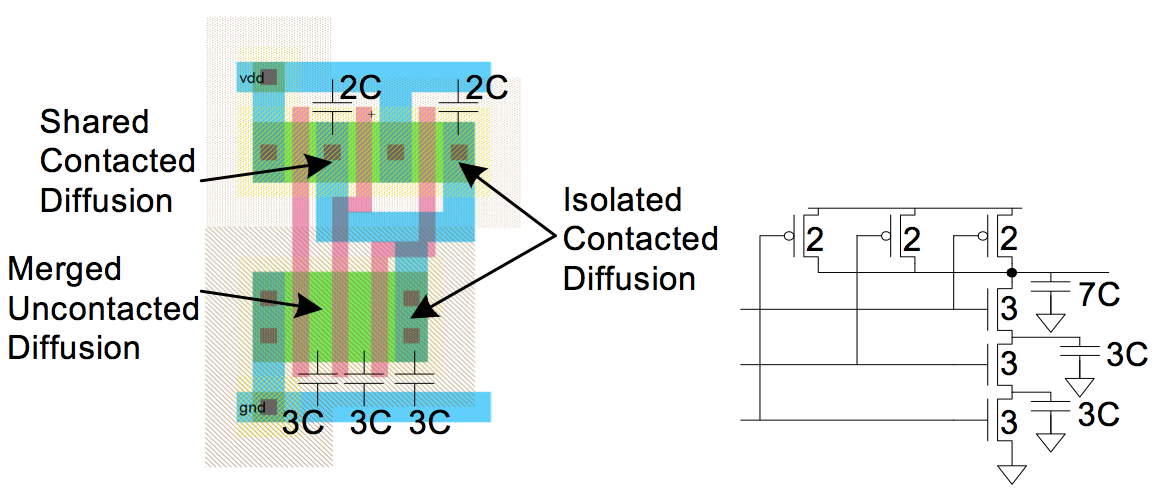 vdd
2C
2C
Shared
Contacted
Diffusion
Isolated
Contacted
Diffusion
Merged
Uncontacted
Diffusion
gnd
3C
3C
3C
2
2
2
3
7C
3
3C
3
3C